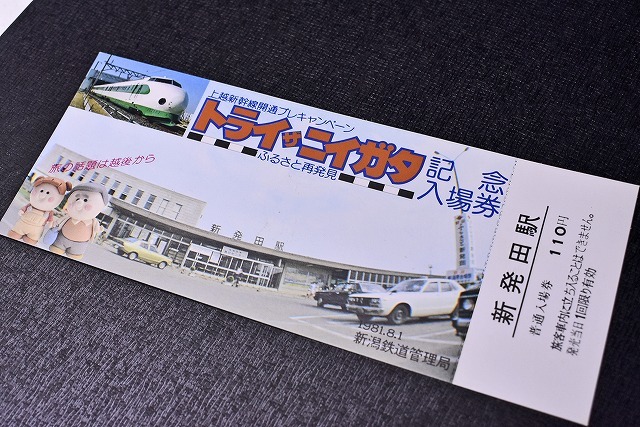 上越新幹線開通プレキャンペーン
トライ ザ ニイガタ
ふるさと再発見
記念
入場券
旅の話題は越後から
新発田駅
1981.8.1
新潟鉄道管理局
新発田駅
普通入場券 110円
旅客車内に立ち入ることはできません。
発売当日1回限り有効